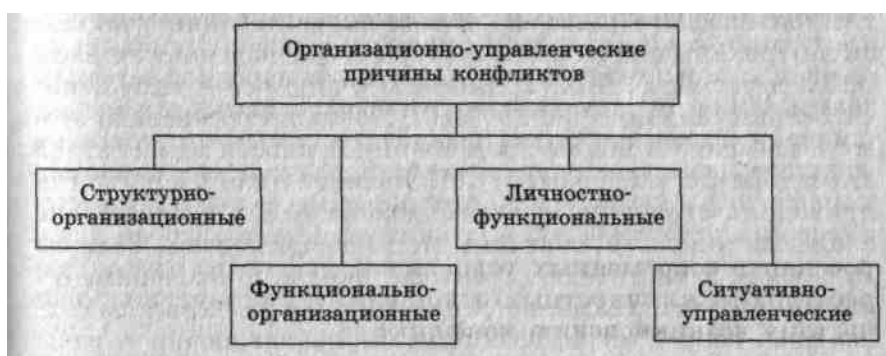 Организационно-управленческие
причины конфликтов
Структурно-
организационные
Личностно-
функциональные
Функционально-
организационные
Ситуативно-
управленческие